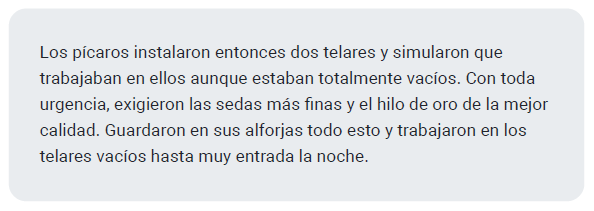 Los pícaros instalaron entonces dos telares y simularon que
trabajaban en ellos aunque estaban totalmente vacíos. Con toda
urgencia, exigieron las sedas más finas y el hilo de oro de la mejor
calidad. Guardaron en sus alforjas todo esto y trabajaron en los
telares vacíos hasta muy entrada la noche.